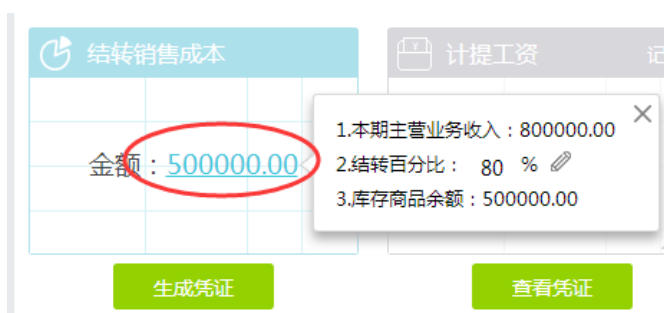 结转销售成本
计提工资
金额：500000.00
1.本期主营业务收入：800000.00
2.结转百分比： 80 %
3.库存商品余额：500000.00
生成凭证
查看凭证